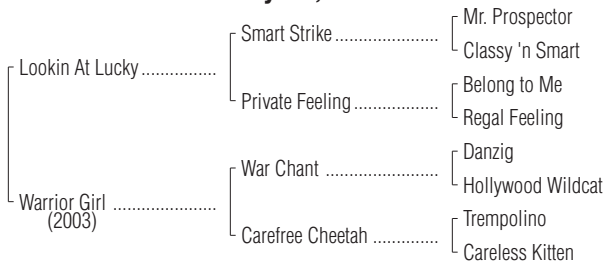 Mr. Prospector
Smart Strike ....................
Classy 'n Smart
Lookin At Lucky ...............
Belong to Me
Private Feeling ................
Regal Feeling
Danzig
War Chant ......................
Hollywood Wildcat
Warrior Girl ....................
(2003)
Trempolino
Carefree Cheetah ............
Careless Kitten